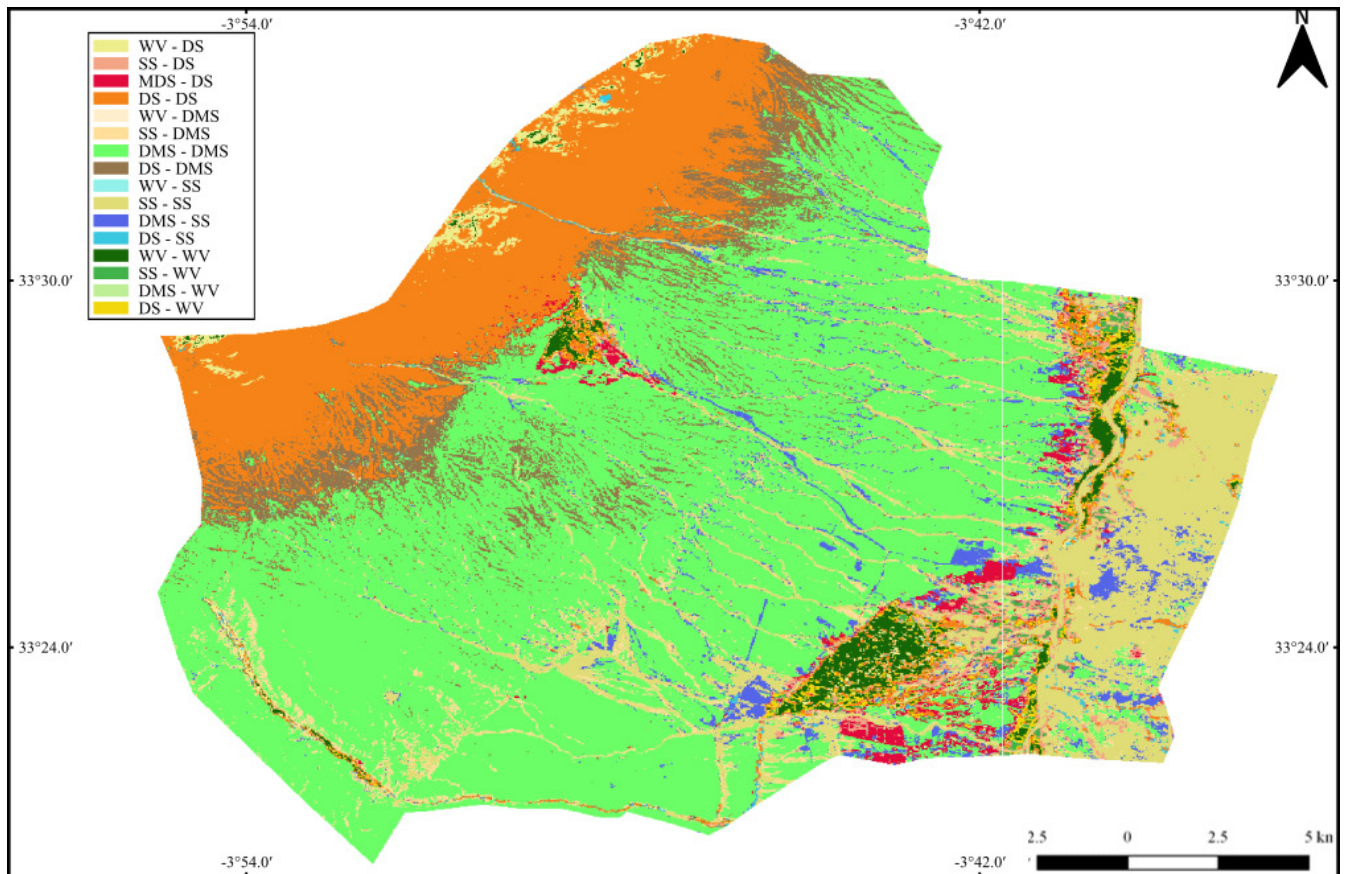 -3°54.0'
-3°42.0'
N
WV - DS
SS - DS
MDS - DS
DS - DS
WV - DMS
SS - DMS
DMS - DMS
DS - DMS
WV - SS
SS - SS
DMS - SS
DS - SS
WV - WV
SS - WV
DMS - WV
DS - WV
33°30.0'
33°30.0'
33°24.0'
33°24.0'
2.5 0 2.5 5 kn
-3°54.0'
-3°42.0'